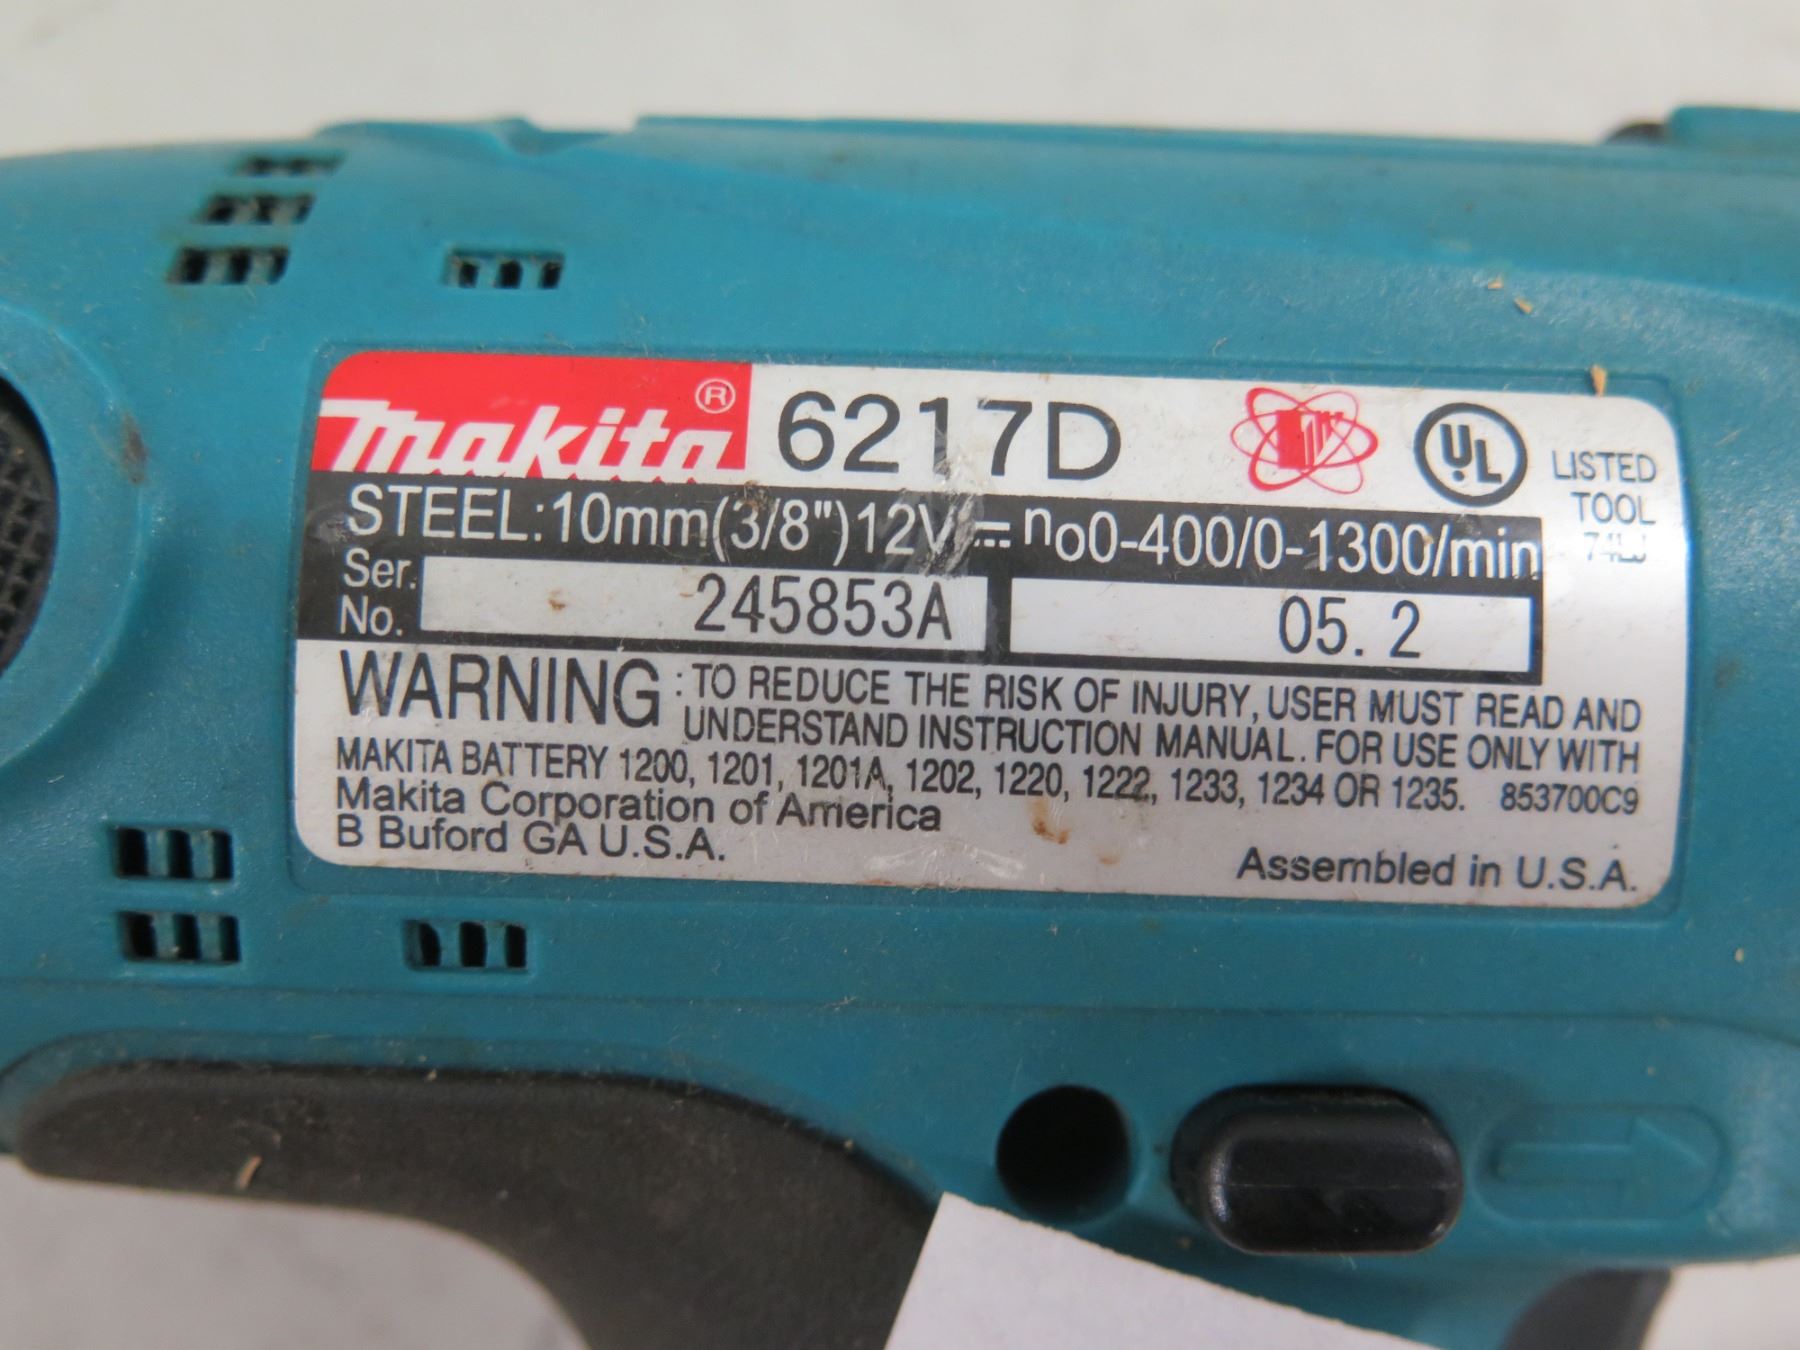 makita ® 6217D
UL LISTED
TOOL
74LJ
STEEL:10mm(3/8")12V⎓n₀0-400/0-1300/min
Ser.
No. 245853A 05.2
WARNING :TO REDUCE THE RISK OF INJURY, USER MUST READ AND
UNDERSTAND INSTRUCTION MANUAL. FOR USE ONLY WITH
MAKITA BATTERY 1200, 1201, 1201A, 1202, 1220, 1222, 1233, 1234 OR 1235. 853700C9
Makita Corporation of America
B Buford GA U.S.A.
Assembled in U.S.A.